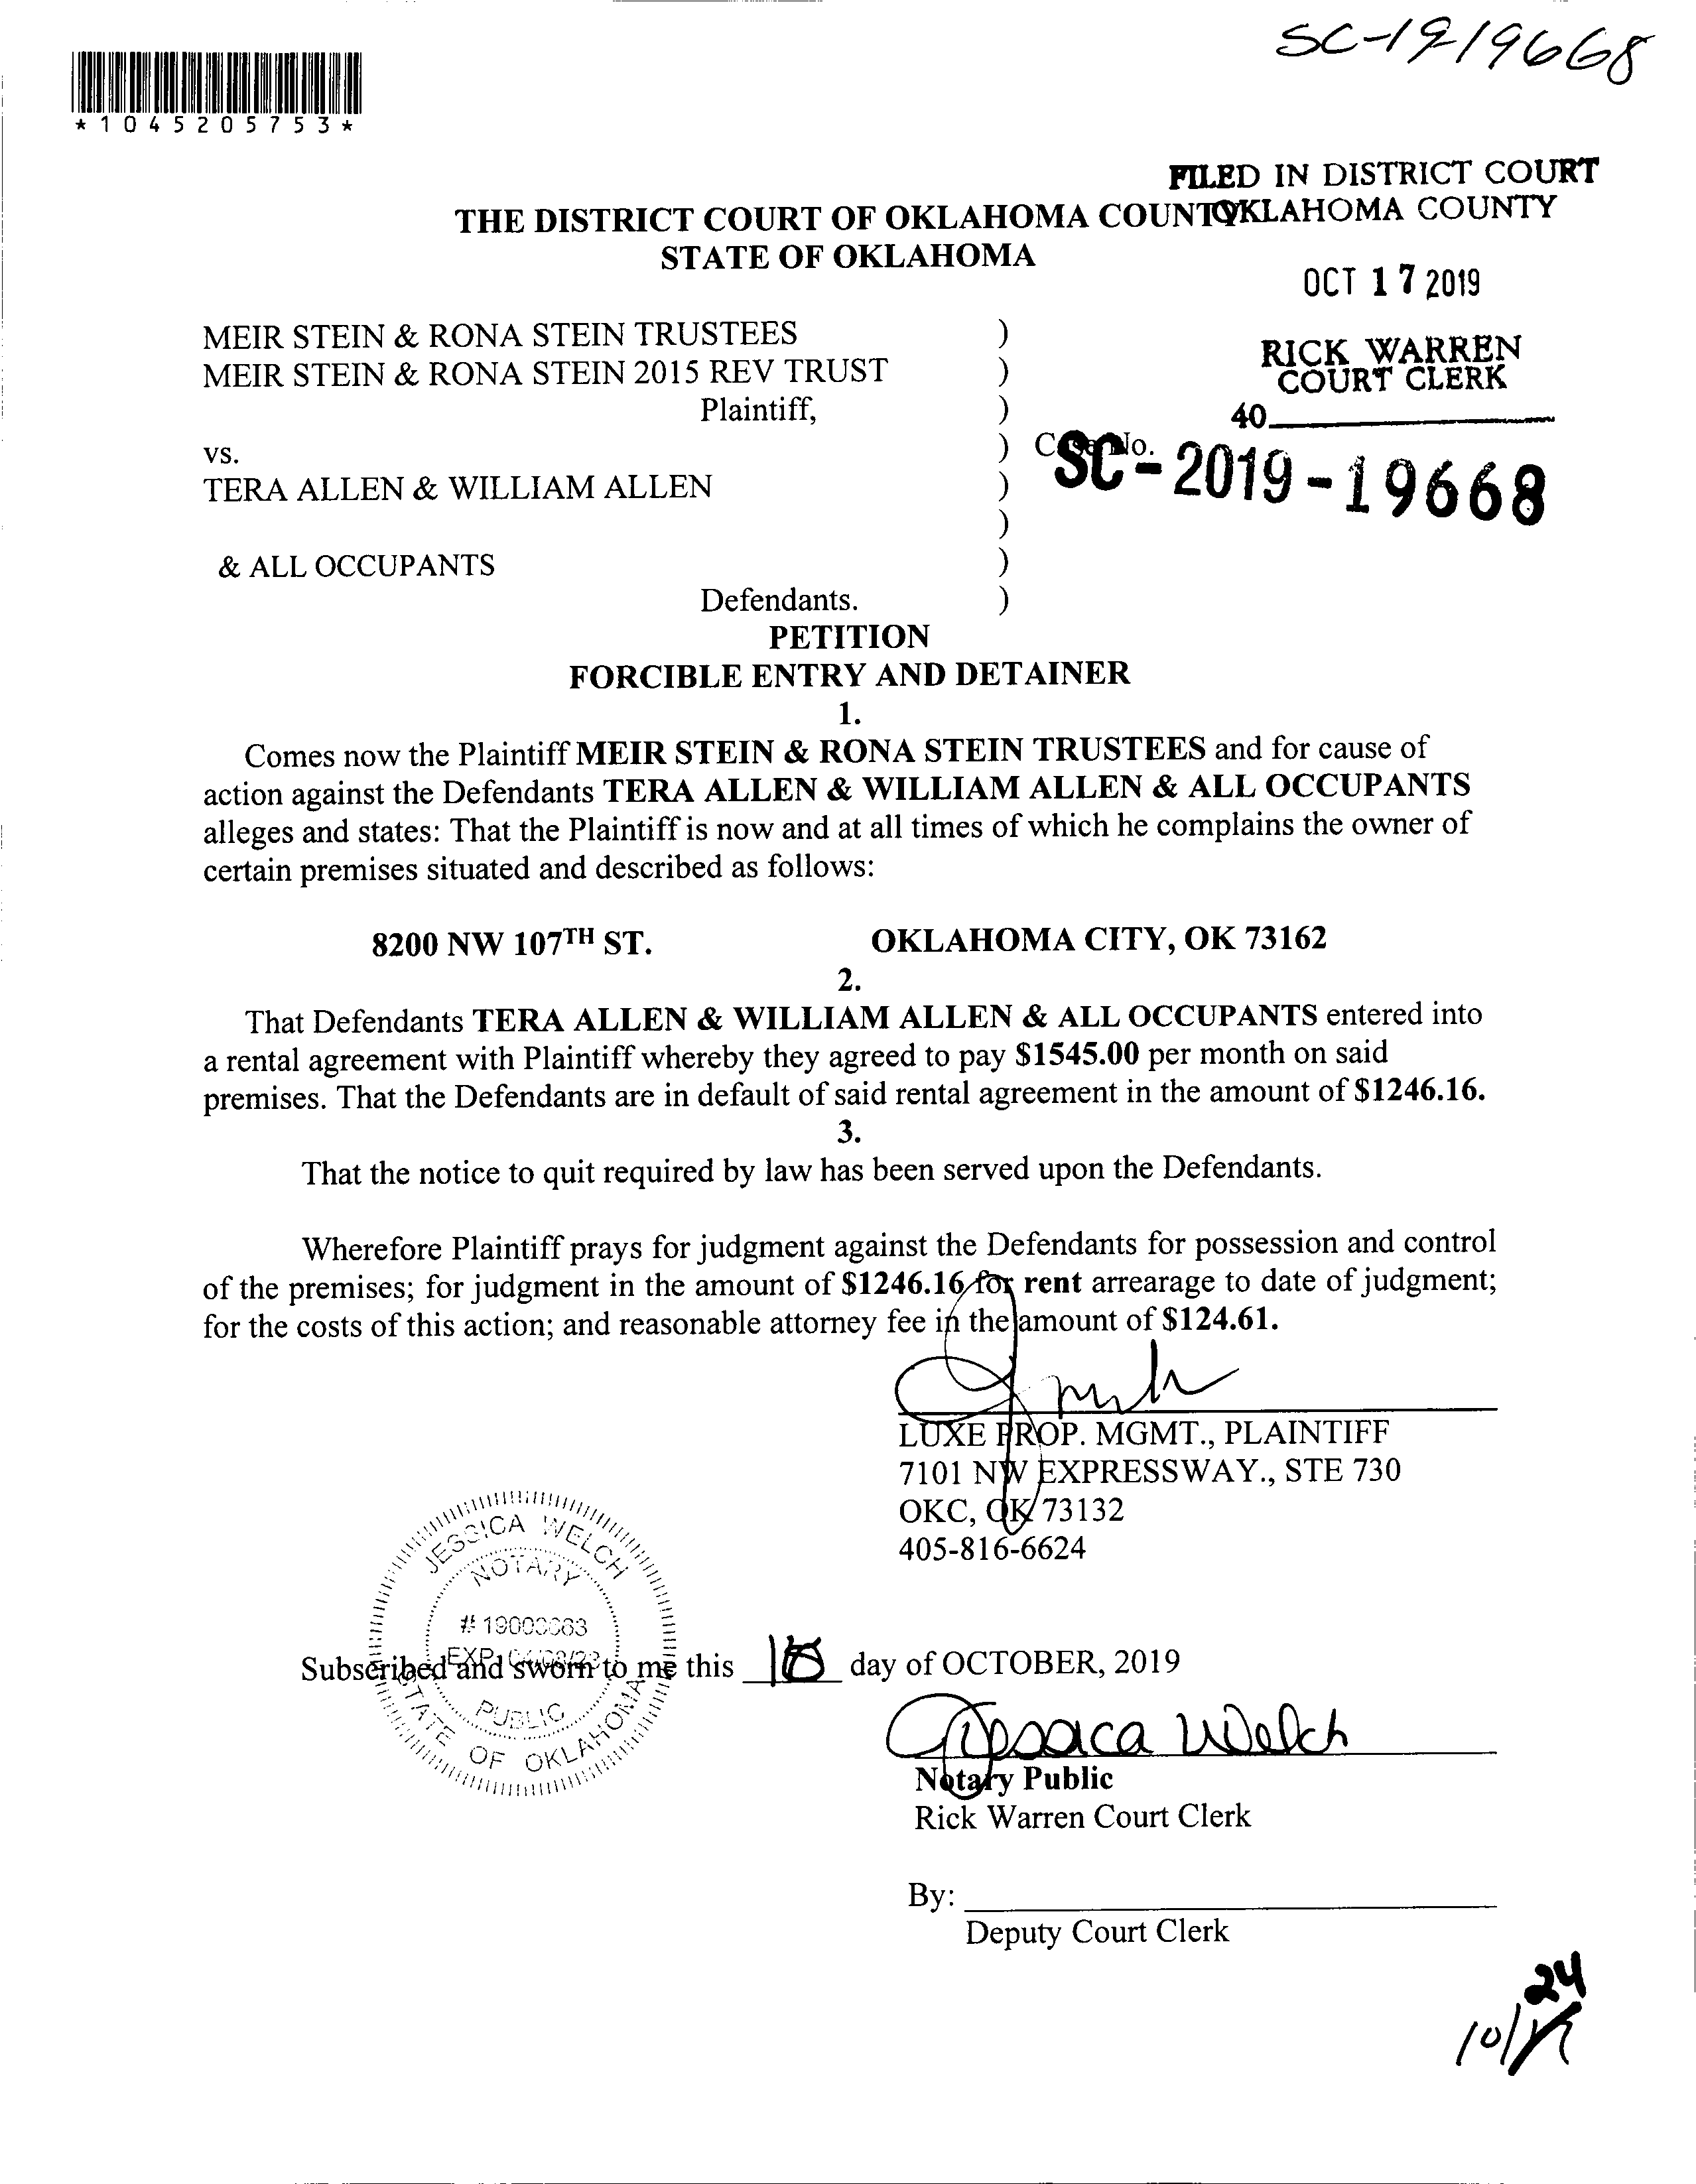 SC-1919668
*1045205753*
FILED IN DISTRICT COURT
OKLAHOMA COUNTY
THE DISTRICT COURT OF OKLAHOMA COUNTY
STATE OF OKLAHOMA
OCT 17 2019
RICK WARREN
COURT CLERK
40
MEIR STEIN & RONA STEIN TRUSTEES )
MEIR STEIN & RONA STEIN 2015 REV TRUST )
Plaintiff, )
vs. ) Case No.
SC-2019-19668
TERA ALLEN & WILLIAM ALLEN )
)
& ALL OCCUPANTS )
Defendants. )
PETITION
FORCIBLE ENTRY AND DETAINER
1.
Comes now the Plaintiff MEIR STEIN & RONA STEIN TRUSTEES and for cause of
action against the Defendants TERA ALLEN & WILLIAM ALLEN & ALL OCCUPANTS
alleges and states: That the Plaintiff is now and at all times of which he complains the owner of
certain premises situated and described as follows:
8200 NW 107TH ST. OKLAHOMA CITY, OK 73162
2.
That Defendants TERA ALLEN & WILLIAM ALLEN & ALL OCCUPANTS entered into
a rental agreement with Plaintiff whereby they agreed to pay $1545.00 per month on said
premises. That the Defendants are in default of said rental agreement in the amount of $1246.16.
3.
That the notice to quit required by law has been served upon the Defendants.
Wherefore Plaintiff prays for judgment against the Defendants for possession and control
of the premises; for judgment in the amount of $1246.16 for rent arrearage to date of judgment;
for the costs of this action; and reasonable attorney fee in the amount of $124.61.
LUXE PROP. MGMT., PLAINTIFF
7101 NW EXPRESSWAY., STE 730
OKC, OK 73132
405-816-6624
JESSICA WELCH
NOTARY
PUBLIC
STATE OF OKLAHOMA
Subscribed and sworn to me this day of OCTOBER, 2019
Jessica Welch
Notary Public
Rick Warren Court Clerk
By:
Deputy Court Clerk
24
10/17